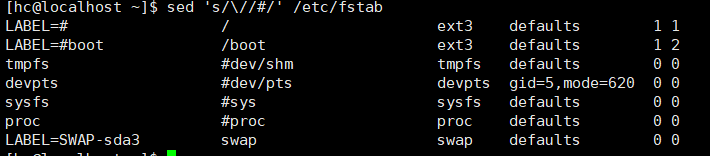 [hc@localhost ~]$ sed 's/\//#/' /etc/fstab
LABEL=# / ext3 defaults 1 1
LABEL=#boot /boot ext3 defaults 1 2
tmpfs #dev/shm tmpfs defaults 0 0
devpts #dev/pts devpts gid=5,mode=620 0 0
sysfs #sys sysfs defaults 0 0
proc #proc proc defaults 0 0
LABEL=SWAP-sda3 swap swap defaults 0 0
[hc@localhost ~]$